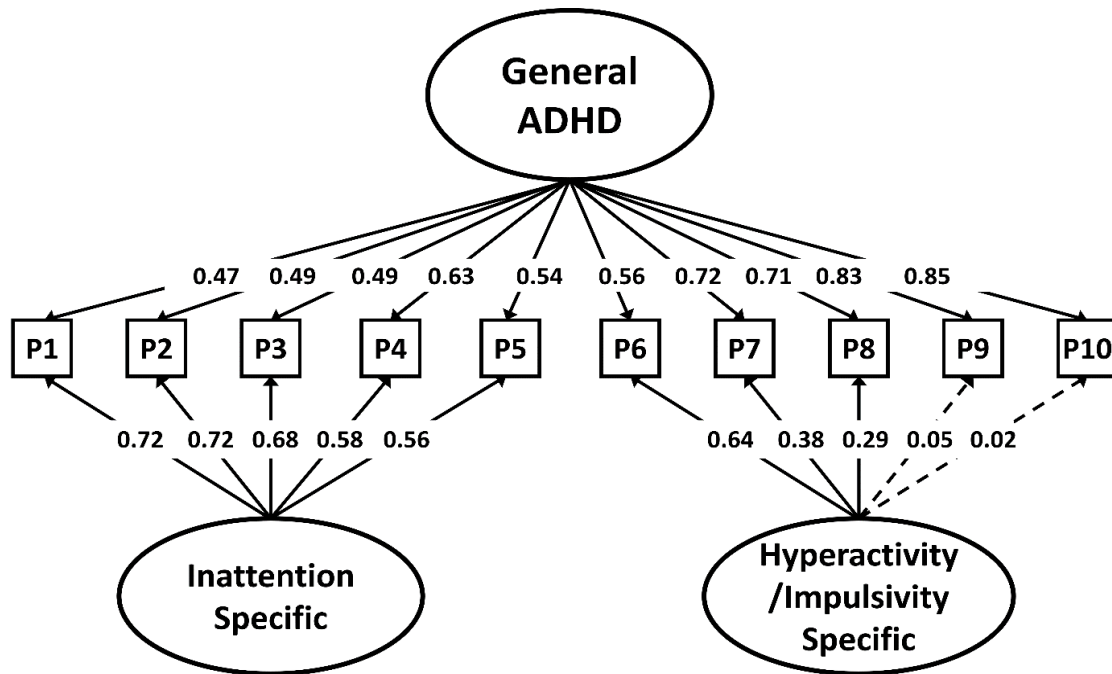 General
ADHD
0.47 0.49 0.49 0.63 0.54 0.56 0.72 0.71 0.83 0.85
P1 P2 P3 P4 P5 P6 P7 P8 P9 P10
0.72 0.72 0.68 0.58 0.56 0.64 0.38 0.29 0.05 0.02
Inattention
Specific
Hyperactivity
/Impulsivity
Specific